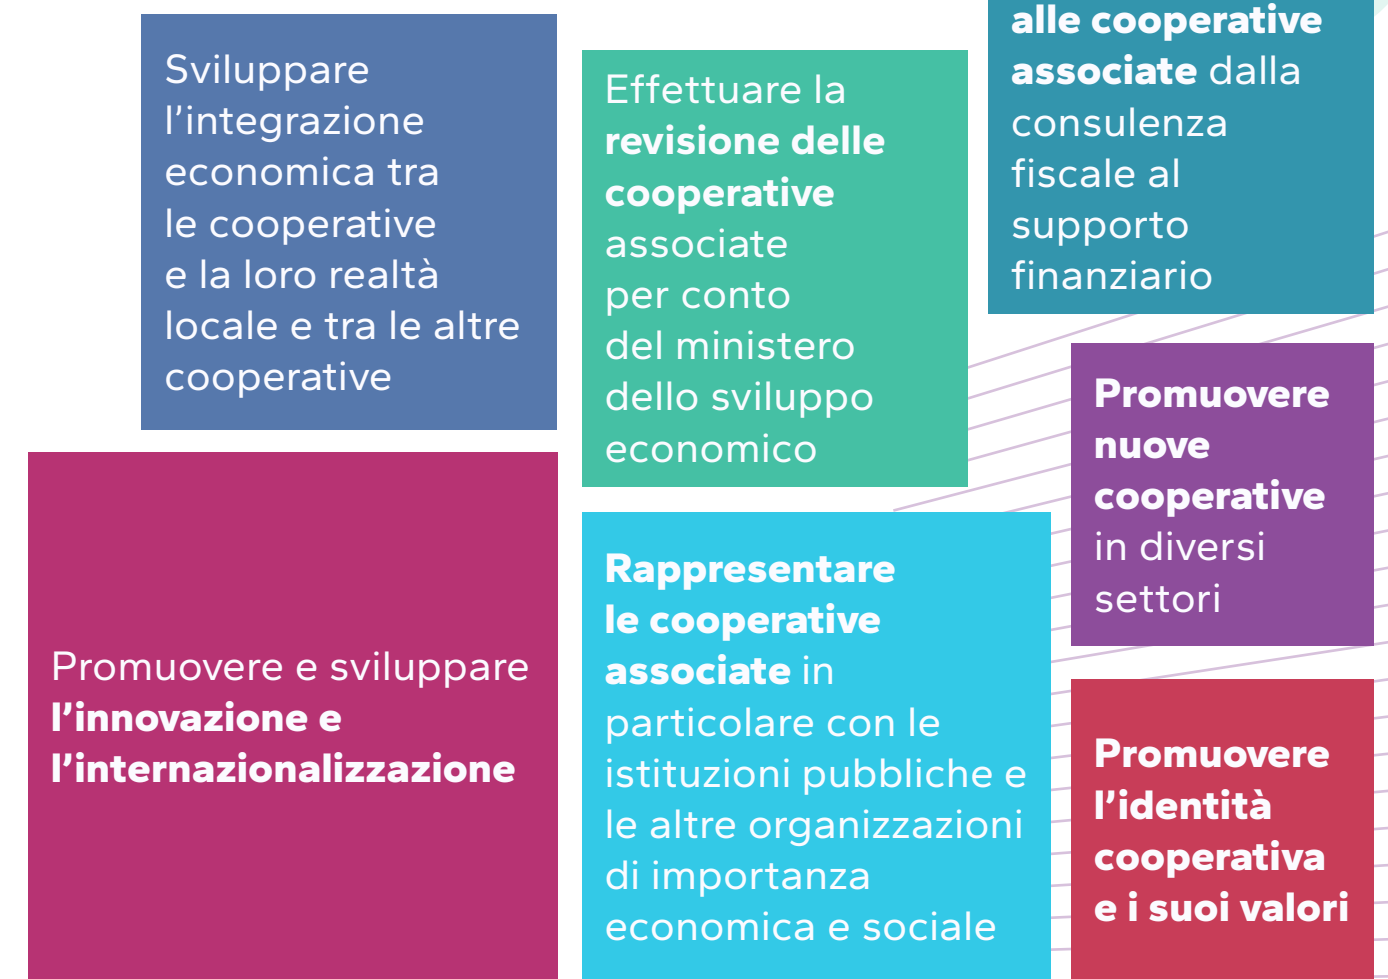 Sviluppare
l’integrazione
economica tra
le cooperative
e la loro realtà
locale e tra le altre
cooperative
Effettuare la
revisione delle
cooperative
associate
per conto
del ministero
dello sviluppo
economico
alle cooperative
associate dalla
consulenza
fiscale al
supporto
finanziario
Promuovere
nuove
cooperative
in diversi
settori
Promuovere e sviluppare
l’innovazione e
l’internazionalizzazione
Rappresentare
le cooperative
associate in
particolare con le
istituzioni pubbliche e
le altre organizzazioni
di importanza
economica e sociale
Promuovere
l’identità
cooperativa
e i suoi valori